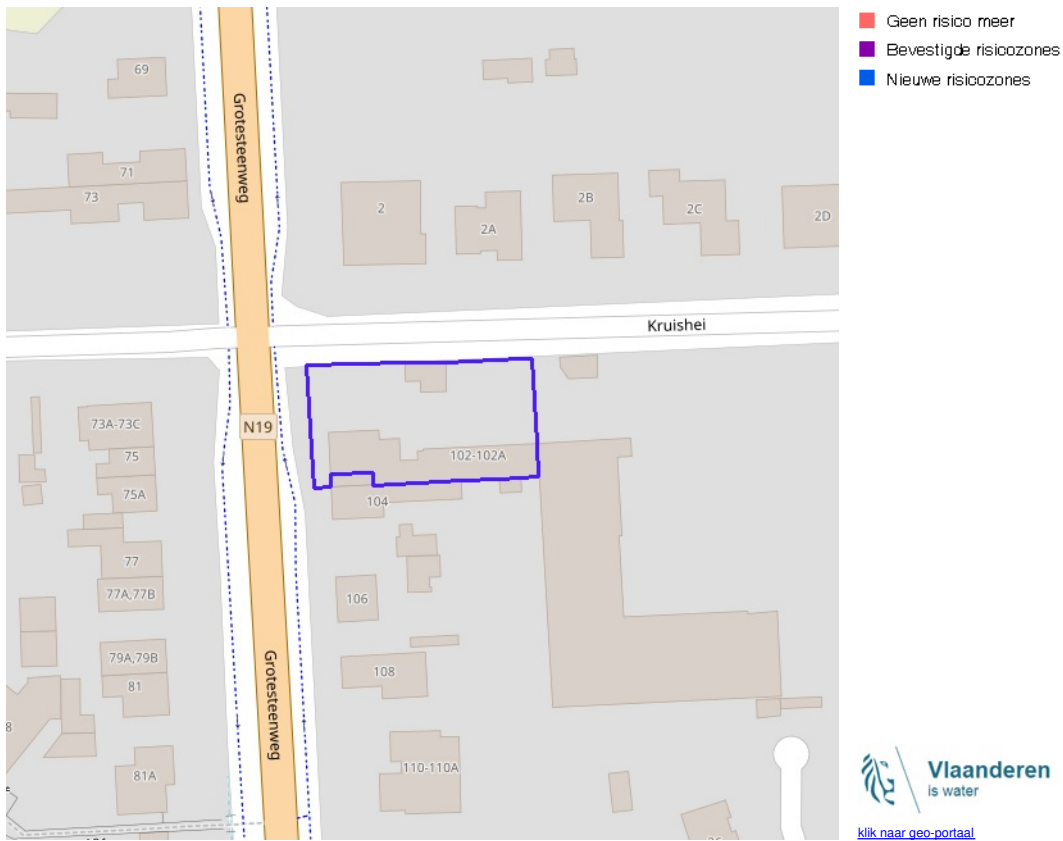 Geen risico meer
Bevestigde risicozones
Nieuwe risicozones
69
Grotesteenweg
71
73
2
2A
2B
2C
2D
Kruishei
N19
73A-73C
75
75A
102-102A
104
77
77A,77B
106
79A,79B
81
108
Grotesteenweg
8
81A
110-110A
Vlaanderen
is water
klik naar geo-portaal